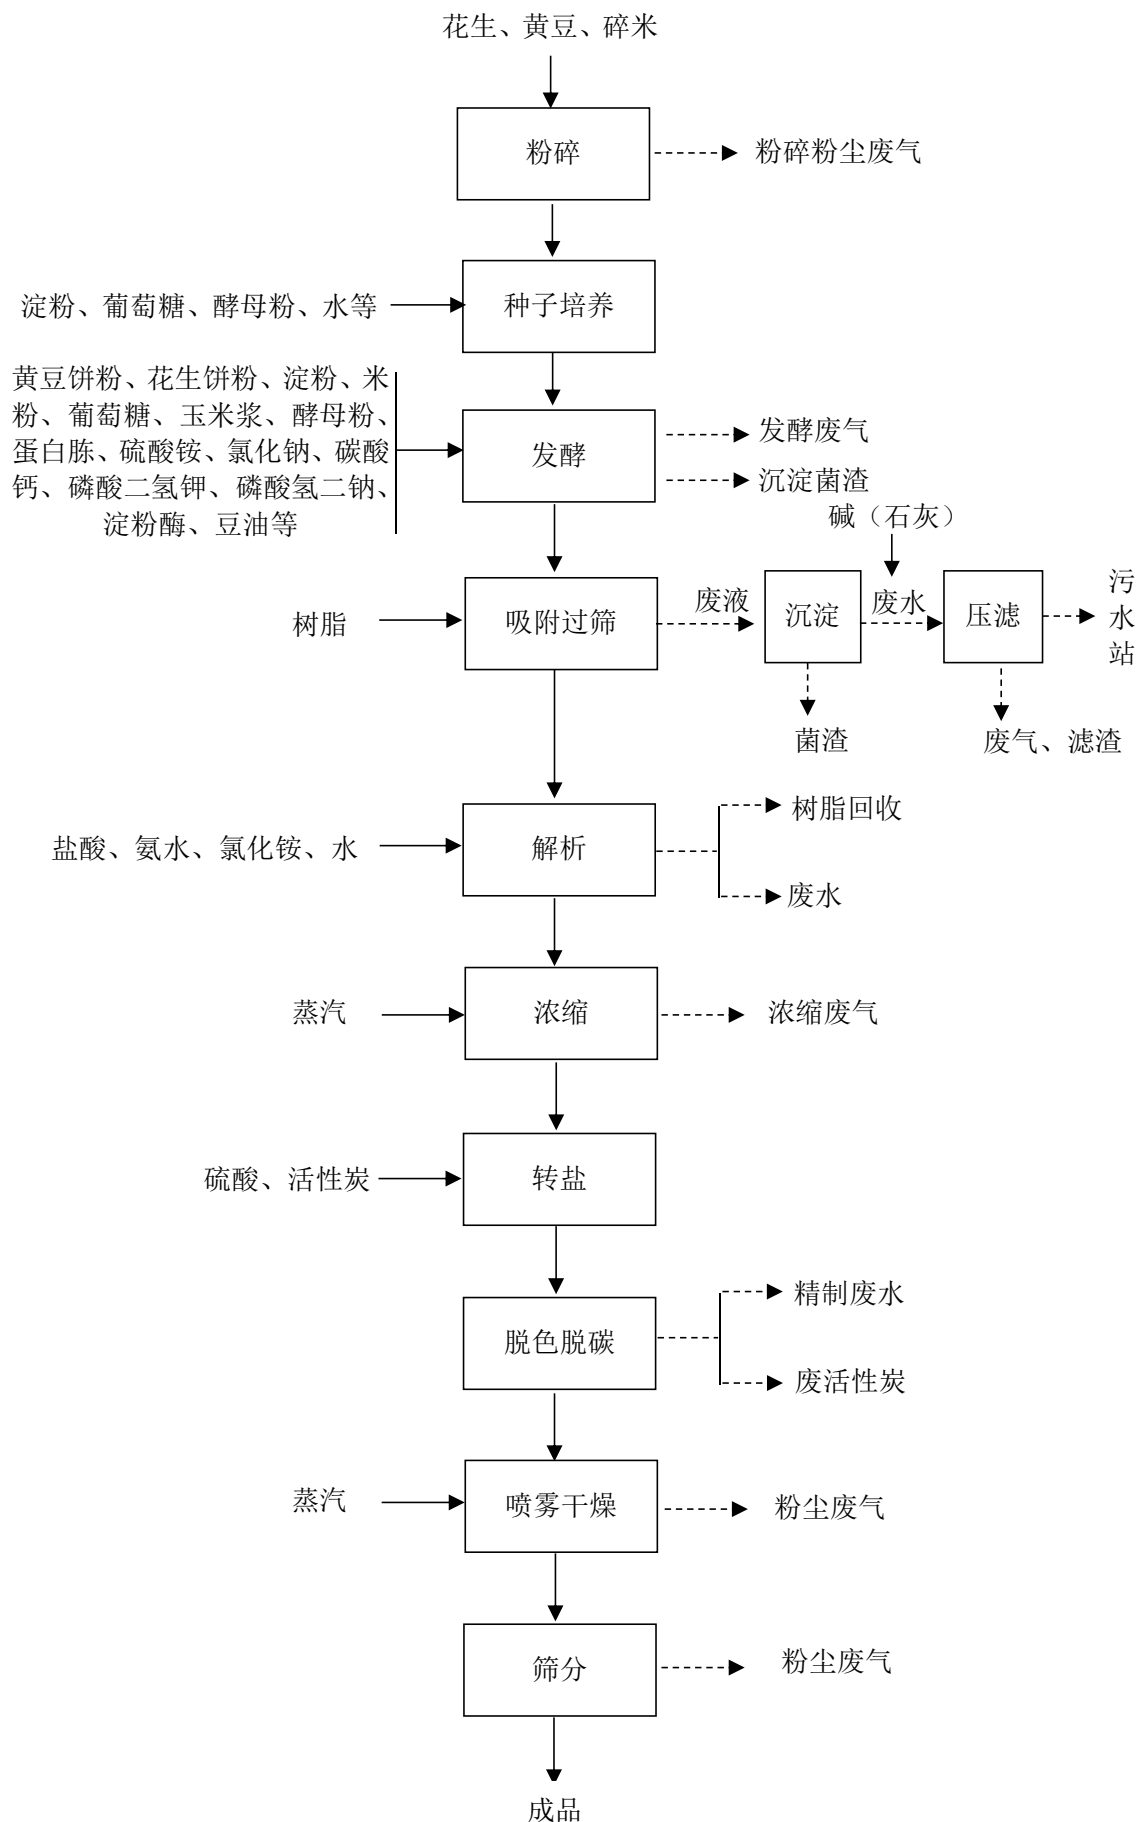 花生、黄豆、碎米
粉碎
粉碎粉尘废气
淀粉、葡萄糖、酵母粉、水等
种子培养
黄豆饼粉、花生饼粉、淀粉、米
粉、葡萄糖、玉米浆、酵母粉、
蛋白胨、硫酸铵、氯化钠、碳酸
钙、磷酸二氢钾、磷酸氢二钠、
淀粉酶、豆油等
发酵
发酵废气
沉淀菌渣
碱（石灰）
树脂
吸附过筛
废液
沉淀
废水
压滤
污
水
站
菌渣
废气、滤渣
盐酸、氨水、氯化铵、水
解析
树脂回收
废水
蒸汽
浓缩
浓缩废气
硫酸、活性炭
转盐
脱色脱碳
精制废水
废活性炭
蒸汽
喷雾干燥
粉尘废气
筛分
粉尘废气
成品